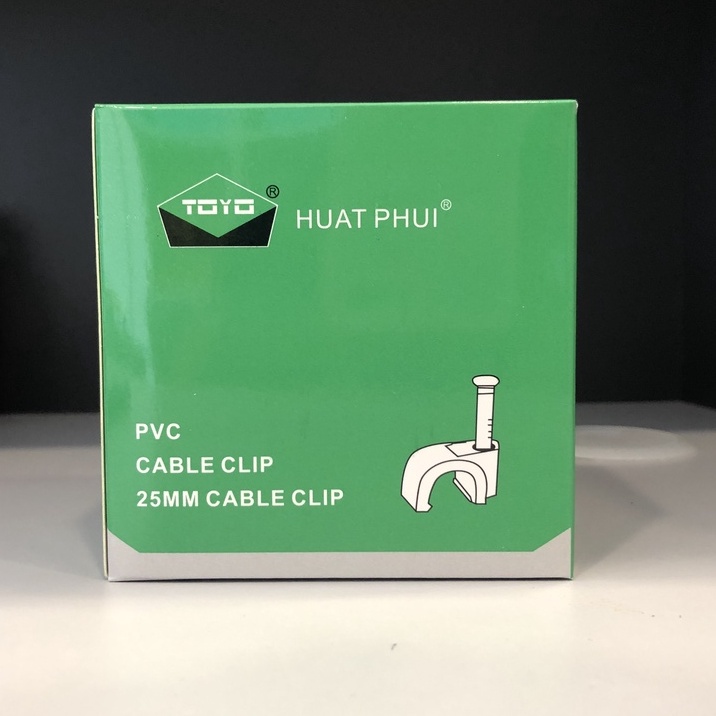 TOYO®
HUAT PHUI®
PVC
CABLE CLIP
25MM CABLE CLIP